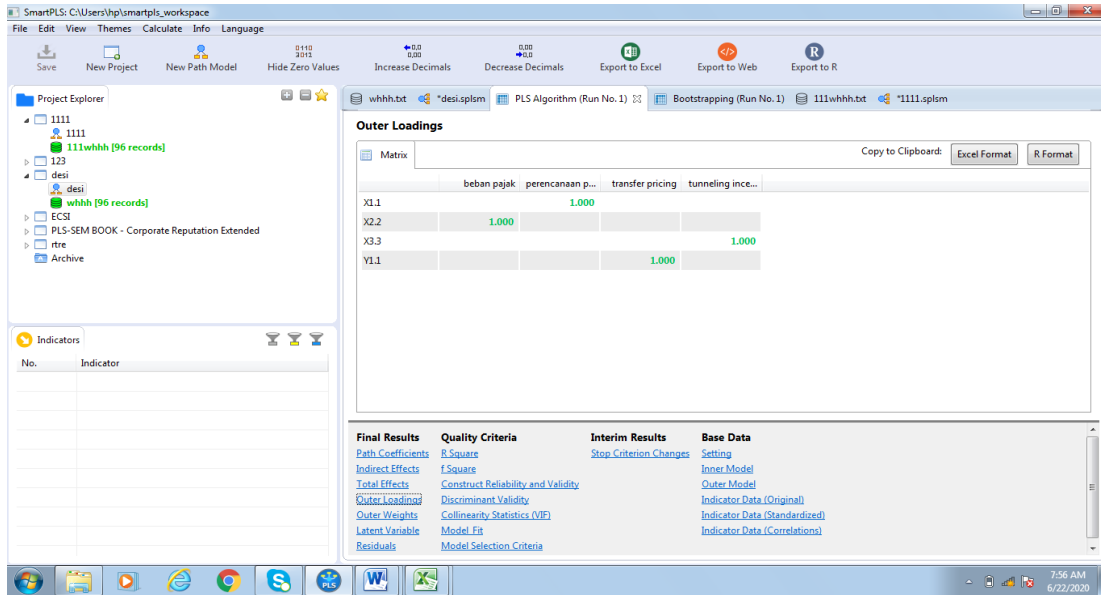 SmartPLS: C:\Users\hp\smartpls_workspace
File Edit View Themes Calculate Info Language
Save New Project New Path Model Hide Zero Values Increase Decimals Decrease Decimals Export to Excel Export to Web Export to R
Project Explorer
1111
1111
111whhh [96 records]
123
desi
desi
whhh [96 records]
ECSI
PLS-SEM BOOK - Corporate Reputation Extended
rtre
Archive
Indicators
No. Indicator
whhh.txt *desi.splsm PLS Algorithm (Run No. 1) Bootstrapping (Run No. 1) 111whhh.txt *1111.splsm
Outer Loadings
Matrix Copy to Clipboard: Excel Format R Format
beban pajak perencanaan p... transfer pricing tunneling ince...
X1.1 1.000
X2.2 1.000
X3.3 1.000
Y1.1 1.000
Final Results Quality Criteria Interim Results Base Data
Path Coefficients R Square Stop Criterion Changes Setting
Indirect Effects f Square Inner Model
Total Effects Construct Reliability and Validity Outer Model
Outer Loadings Discriminant Validity Indicator Data (Original)
Outer Weights Collinearity Statistics (VIF) Indicator Data (Standardized)
Latent Variable Model_Fit Indicator Data (Correlations)
Residuals Model Selection Criteria
7:56 AM
6/22/2020